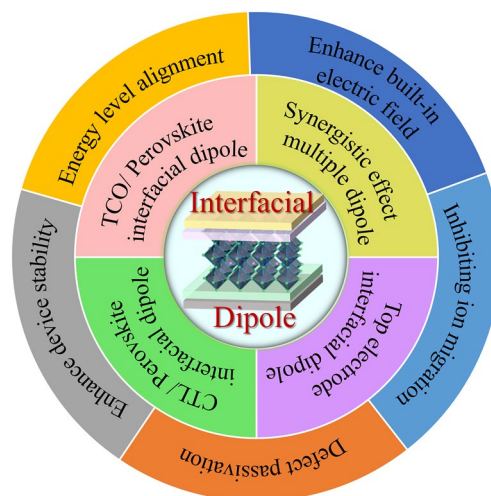 Energy level alignment
Enhance built-in
electric field
Inhibiting ion migration
Defect passivation
Enhance device stability
TCO/ Perovskite
interfacial dipole
Synergistic effect
multiple dipole
Top electrode
interfacial dipole
CTL/ Perovskite
interfacial dipole
Interfacial
Dipole